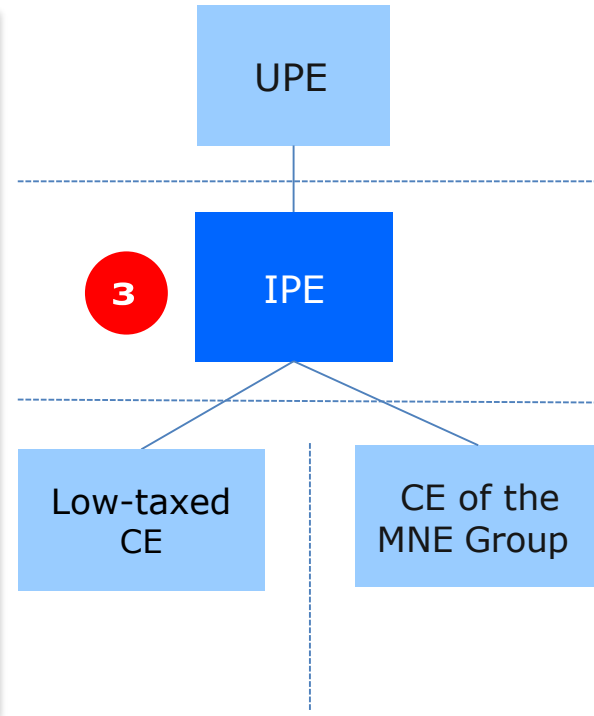 UPE
3
IPE
Low-taxed
CE
CE of the
MNE Group